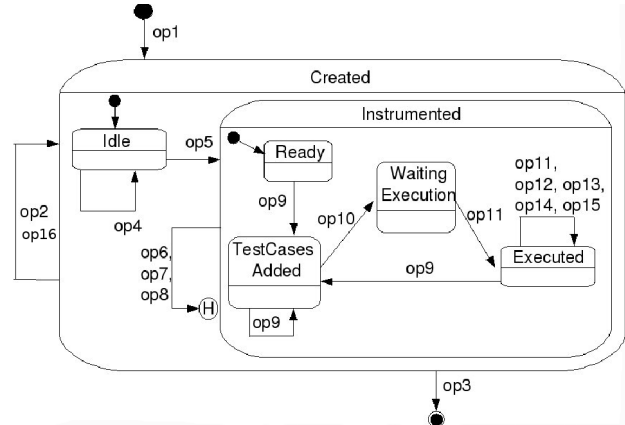 op1
Created
Instrumented
Idle
op5
Ready
Waiting
Execution
op11,
op12, op13,
op14, op15
op2
op16
op4
op9
op10
op11
op6,
op7,
op8
H
TestCases
Added
op9
Executed
op9
op3